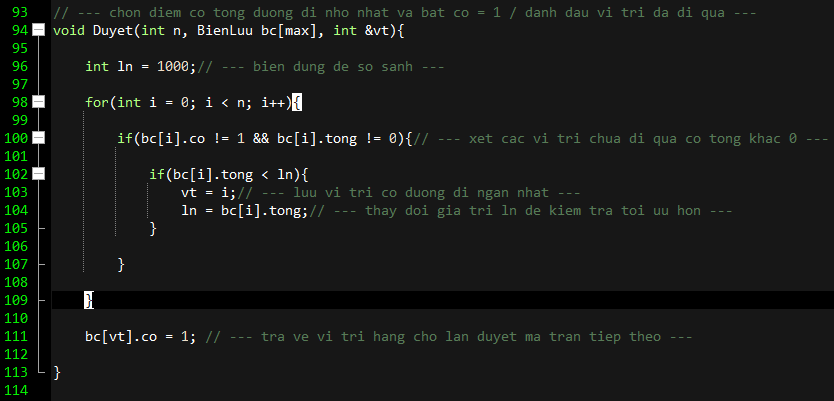 93 // --- chon diem co tong duong di nho nhat va bat co = 1 / danh dau vi tri da di qua ---
94 void Duyet(int n, BienLuu bc[max], int &vt){
95
96 int ln = 1000;// --- bien dung de so sanh ---
97
98 for(int i = 0; i < n; i++){
99
100 if(bc[i].co != 1 && bc[i].tong != 0){// --- xet cac vi tri chua di qua co tong khac 0 ---
101
102 if(bc[i].tong < ln){
103 vt = i;// --- luu vi tri co duong di ngan nhat ---
104 ln = bc[i].tong;// --- thay doi gia tri ln de kiem tra toi uu hon ---
105 }
106
107 }
108
109 }
110
111 bc[vt].co = 1; // --- tra ve vi tri hang cho lan duyet ma tran tiep theo ---
112
113 }
114